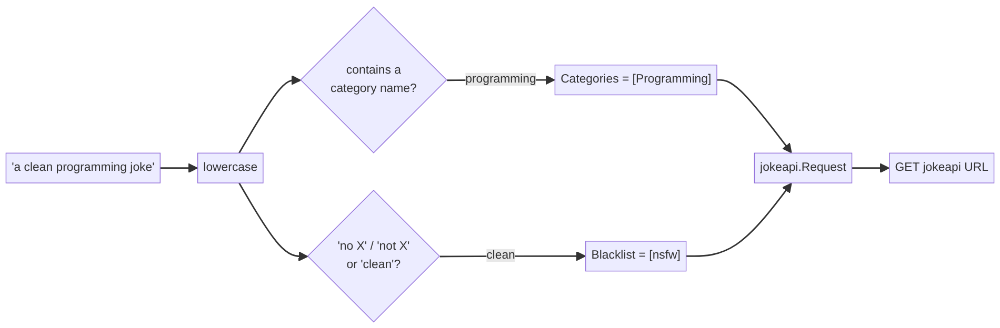 'a clean programming joke'
lowercase
contains a
category name?
programming
Categories = [Programming]
'no X' / 'not X'
or 'clean'?
clean
Blacklist = [nsfw]
jokeapi.Request
GET jokeapi URL